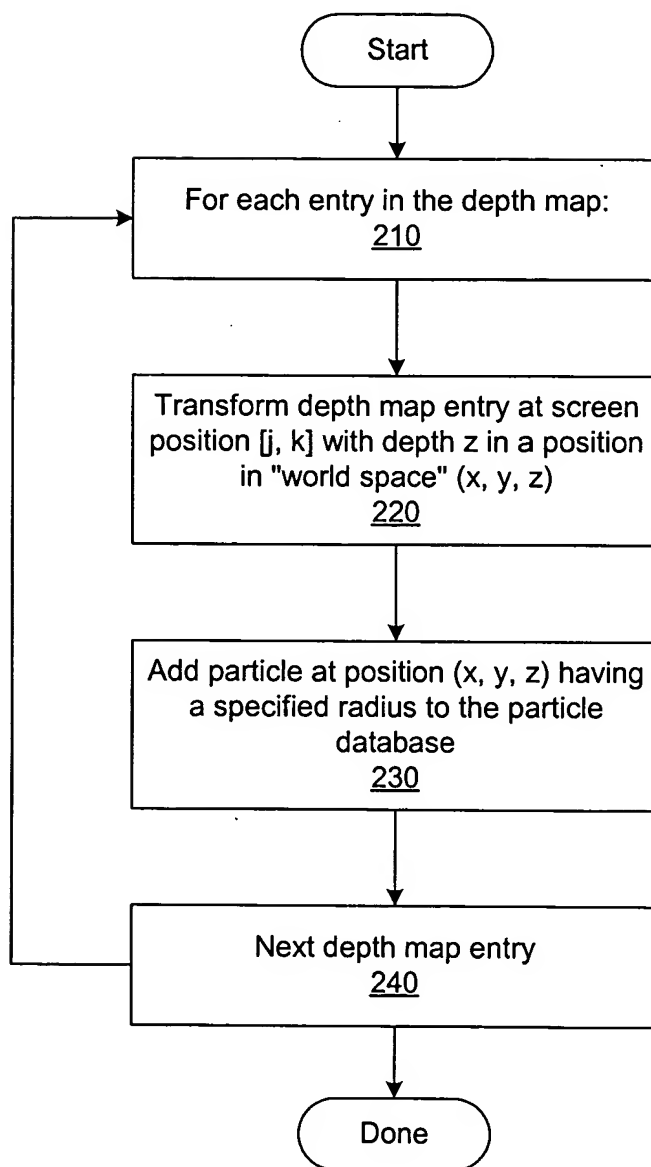 Start
For each entry in the depth map:
210
Transform depth map entry at screen
position [j, k] with depth z in a position
in "world space" (x, y, z)
220
Add particle at position (x, y, z) having
a specified radius to the particle
database
230
Next depth map entry
240
Done